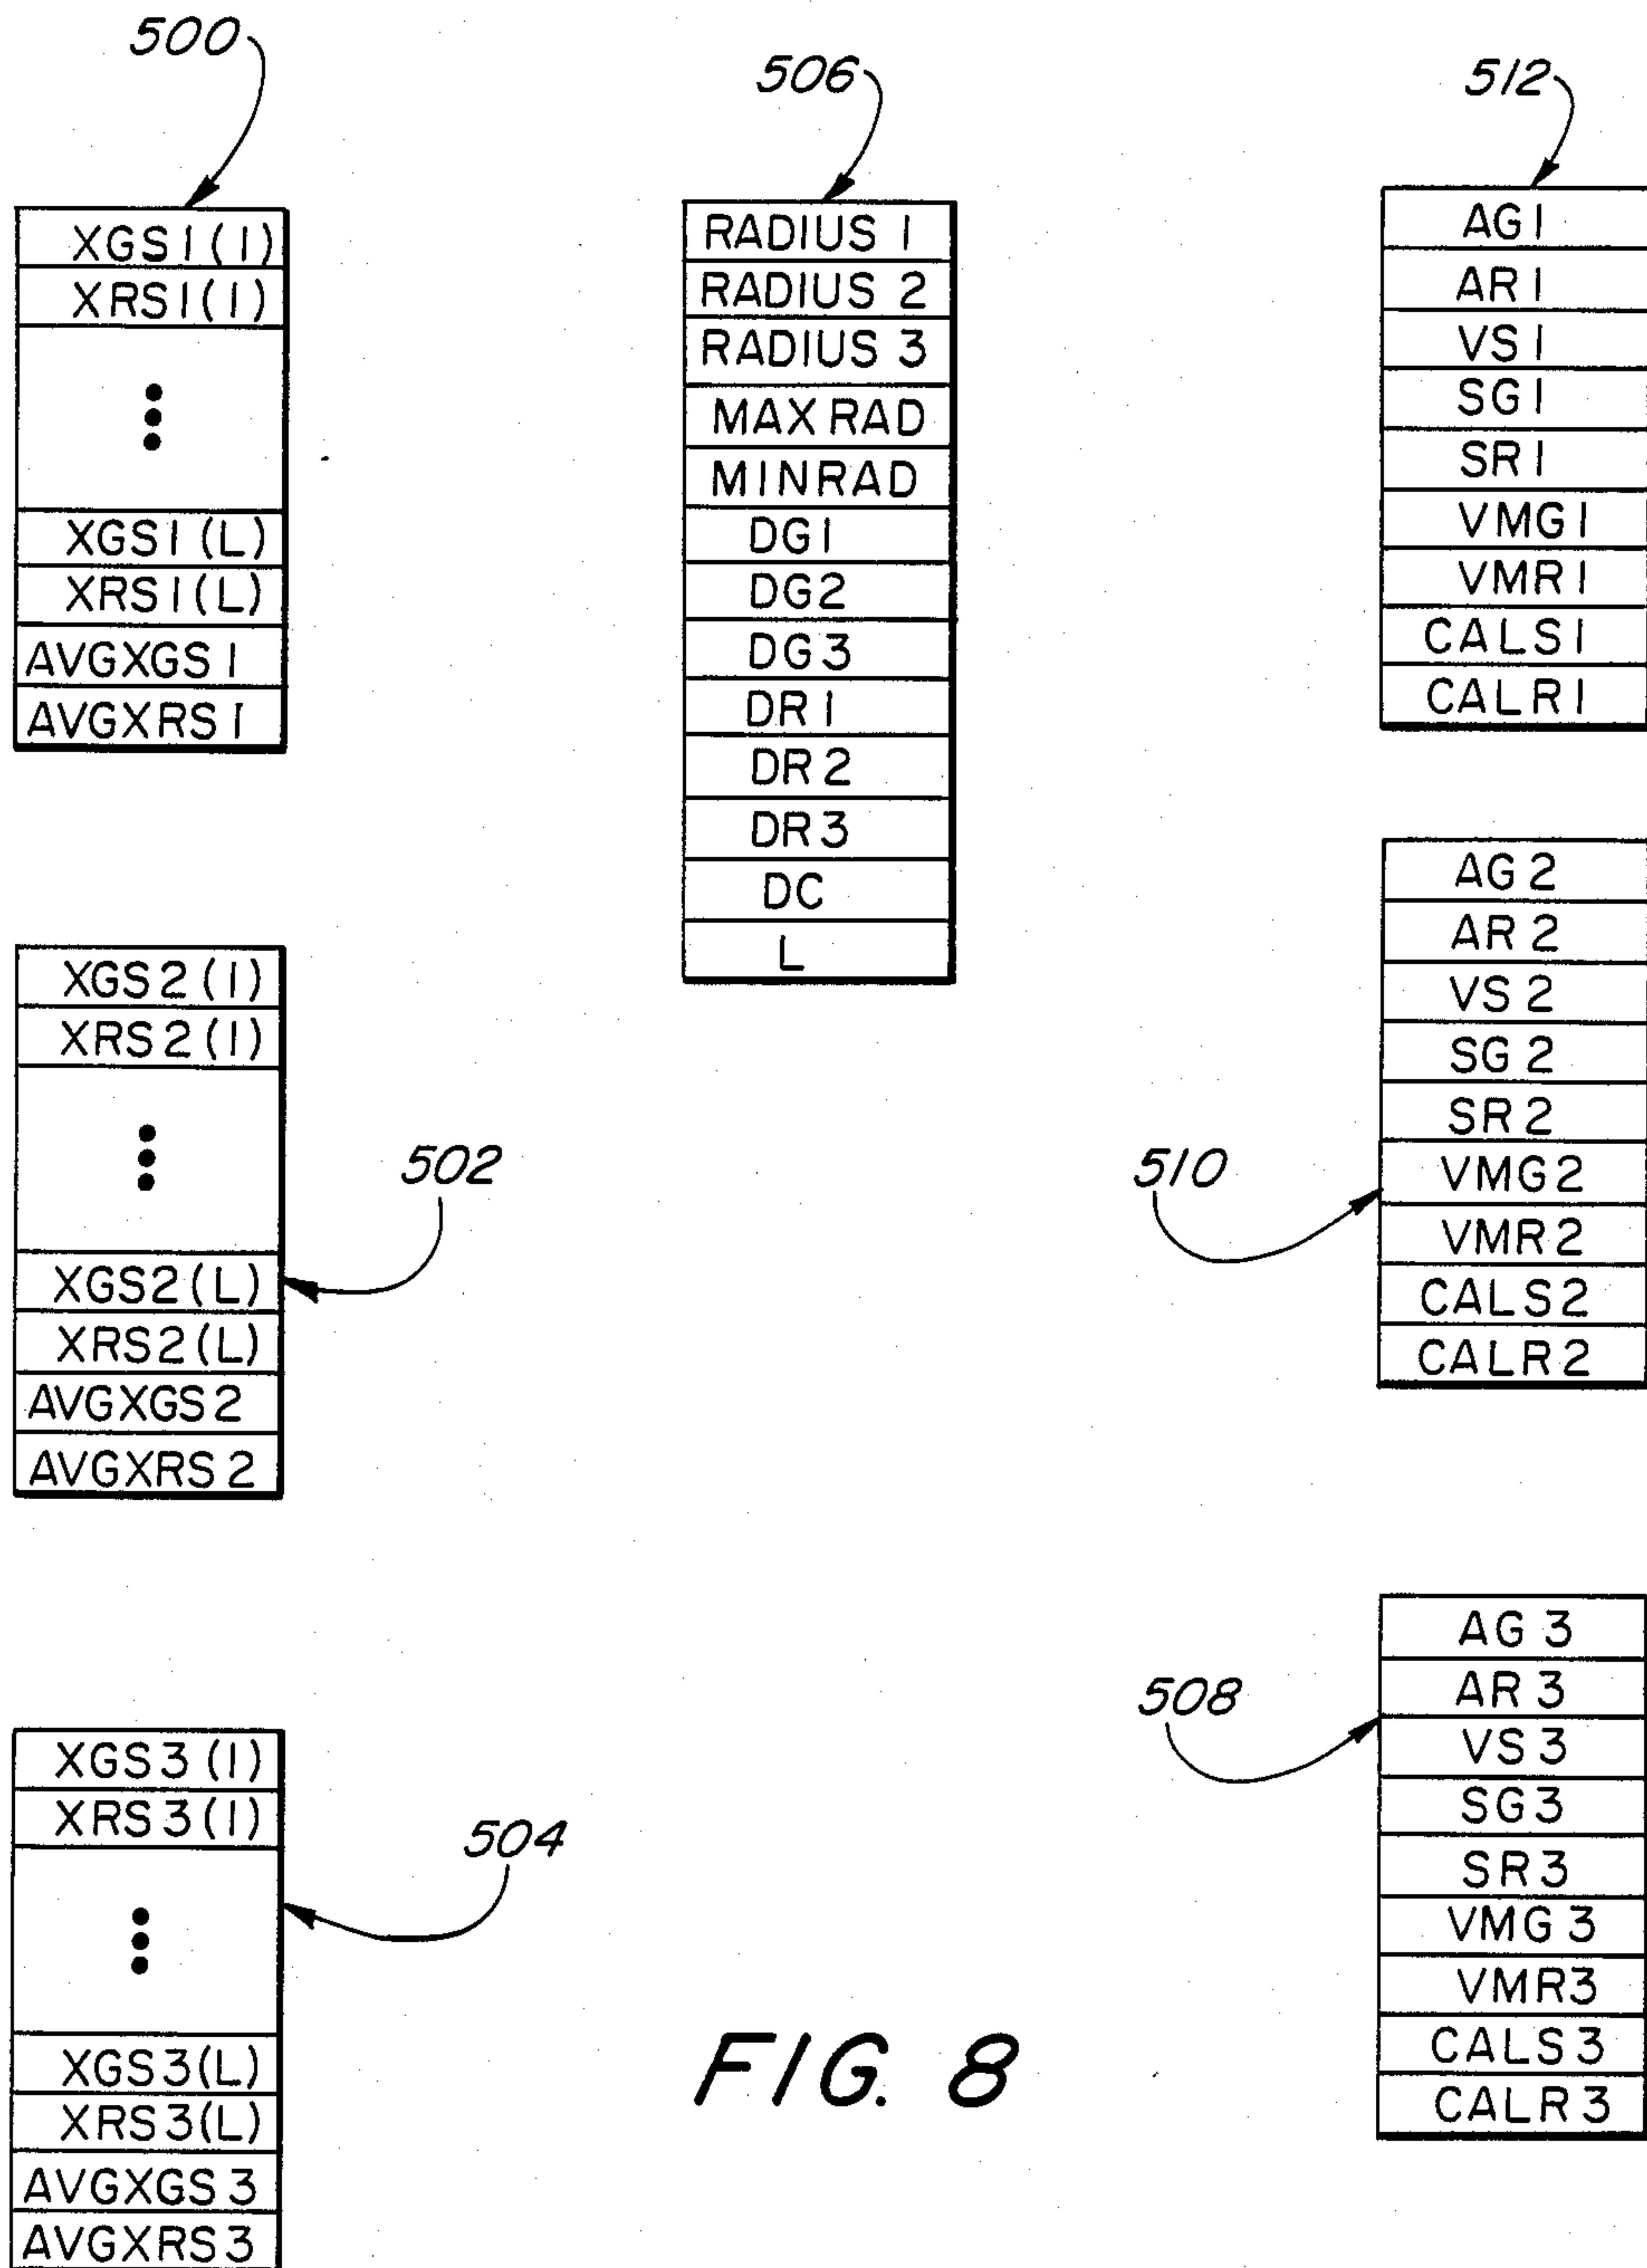 500
XGS1(1)
XRS1(1)
XGS1(L)
XRS1(L)
AVGXGS1
AVGXRS1
502
XGS2(1)
XRS2(1)
XGS2(L)
XRS2(L)
AVGXGS2
AVGXRS2
504
XGS3(1)
XRS3(1)
XGS3(L)
XRS3(L)
AVGXGS3
AVGXRS3
506
RADIUS 1
RADIUS 2
RADIUS 3
MAXRAD
MINRAD
DG1
DG2
DG3
DR1
DR2
DR3
DC
L
512
AG1
AR1
VS1
SG1
SR1
VMG1
VMR1
CALS1
CALR1
510
AG2
AR2
VS2
SG2
SR2
VMG2
VMR2
CALS2
CALR2
508
AG3
AR3
VS3
SG3
SR3
VMG3
VMR3
CALS3
CALR3
FIG. 8